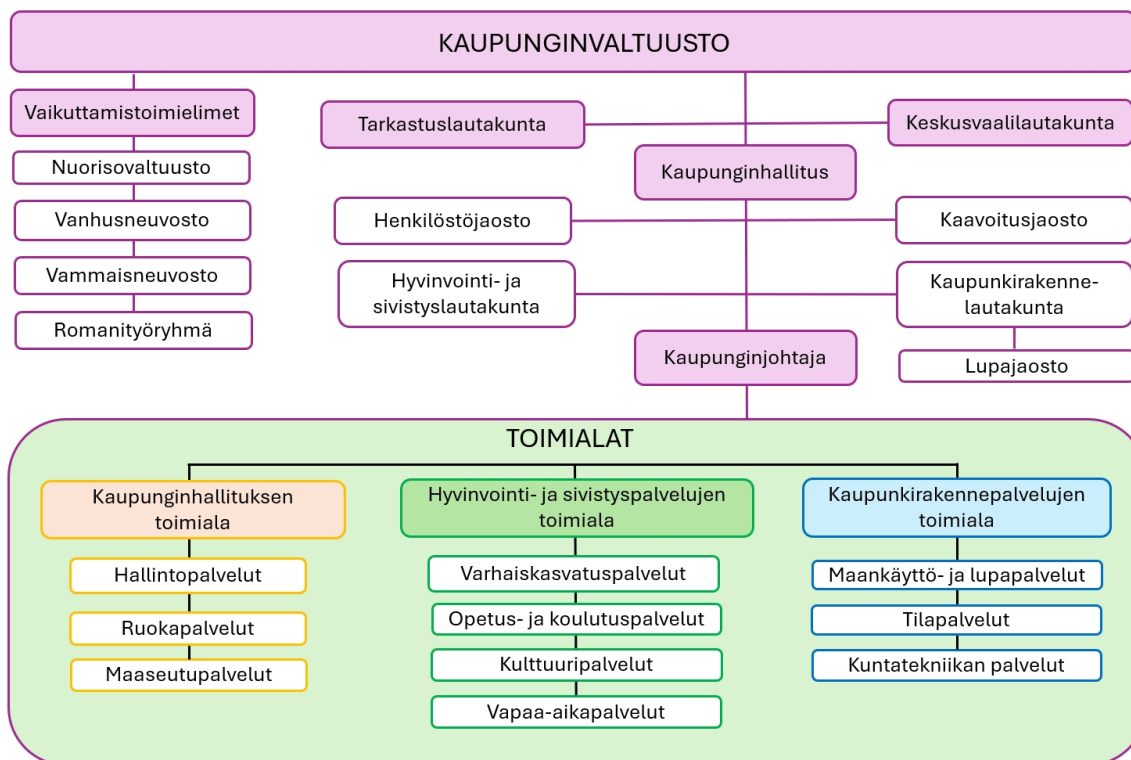 KAUPUNGINVALTUUSTO
Vaikuttamistoimielimet
Nuorisovaltuusto
Vanhusneuvosto
Vammaisneuvosto
Romanityöryhmä
Tarkastuslautakunta
Keskusvaalilautakunta
Kaupunginhallitus
Henkilöstöjaosto
Kaavoitusjaosto
Hyvinvointi- ja
sivistyslautakunta
Kaupunkirakenne-
lautakunta
Lupajaosto
Kaupunginjohtaja
TOIMIALAT
Kaupunginhallituksen
toimiala
Hallintopalvelut
Ruokapalvelut
Maaseutupalvelut
Hyvinvointi- ja sivistyspalvelujen
toimiala
Varhaiskasvatuspalvelut
Opetus- ja koulutuspalvelut
Kulttuuripalvelut
Vapaa-aikapalvelut
Kaupunkirakennepalvelujen
toimiala
Maankäyttö- ja lupapalvelut
Tilapalvelut
Kuntatekniikan palvelut